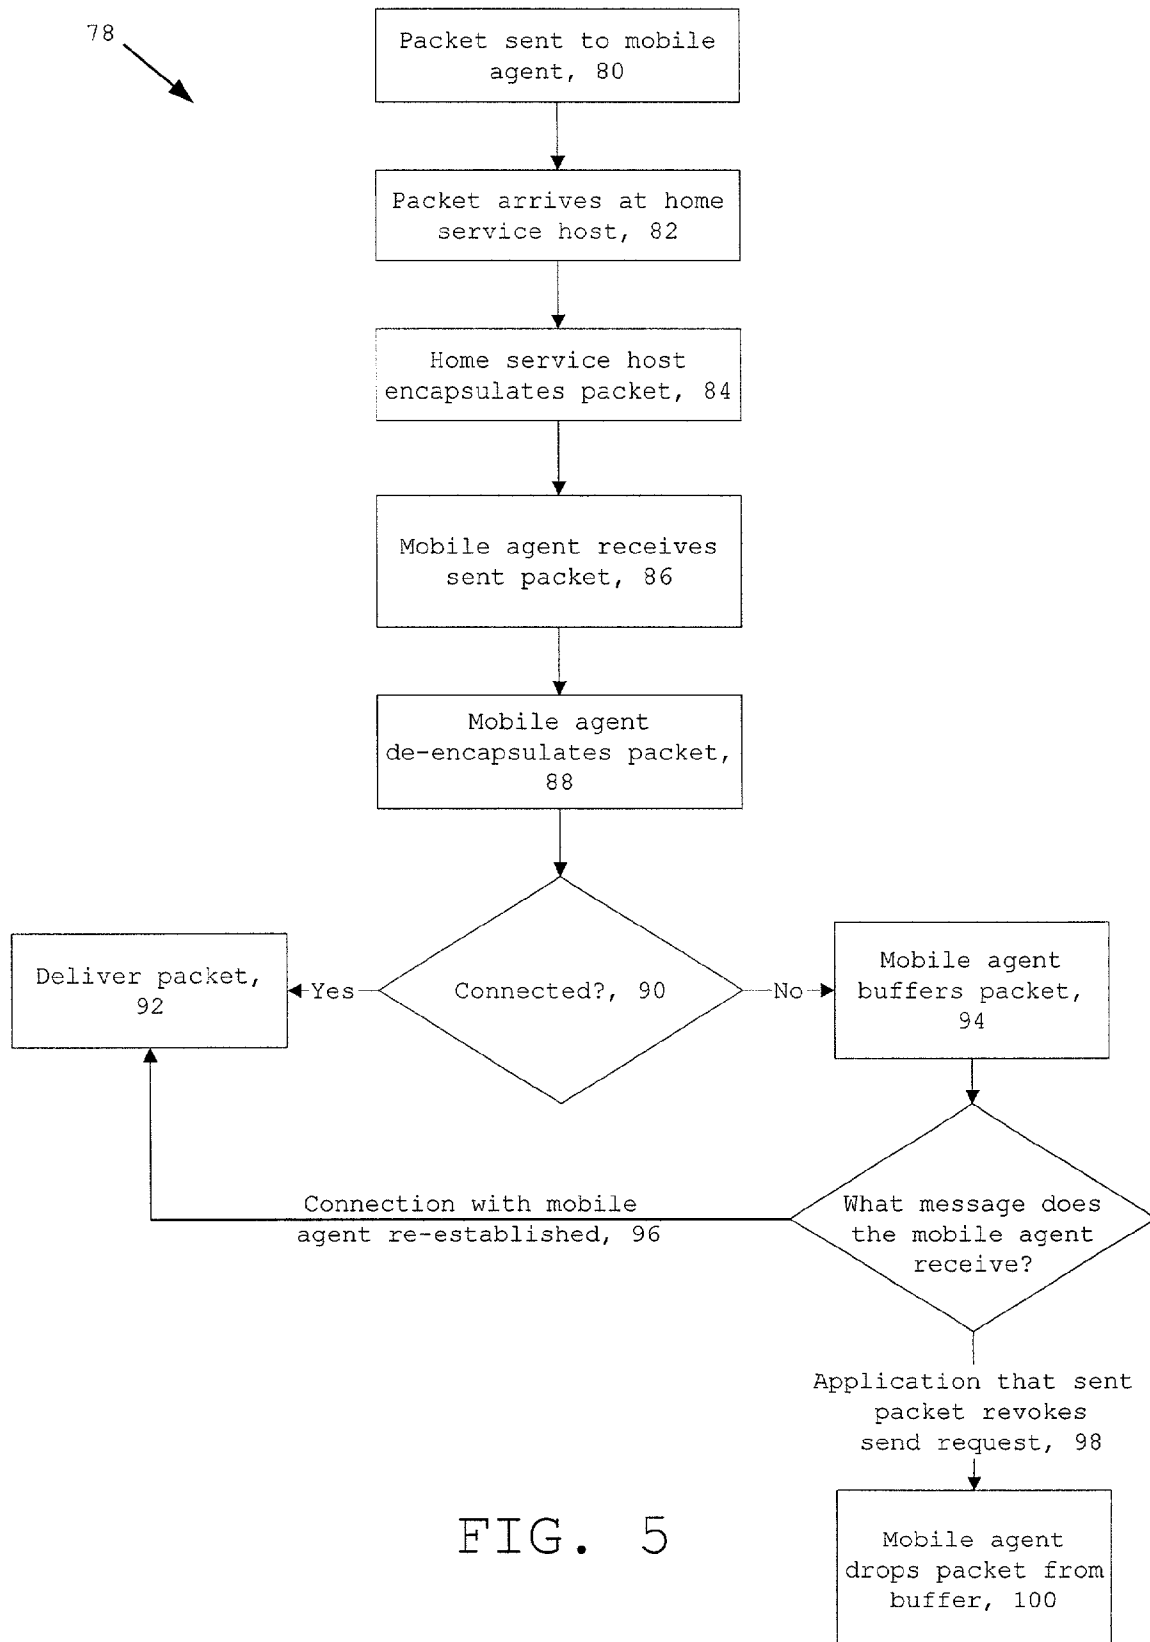 78
Packet sent to mobile
agent, 80
Packet arrives at home
service host, 82
Home service host
encapsulates packet, 84
Mobile agent receives
sent packet, 86
Mobile agent
de-encapsulates packet,
88
Connected?, 90
Yes
Deliver packet,
92
No
Mobile agent
buffers packet,
94
What message does
the mobile agent
receive?
Connection with mobile
agent re-established, 96
Application that sent
packet revokes
send request, 98
Mobile agent
drops packet from
buffer, 100
FIG. 5